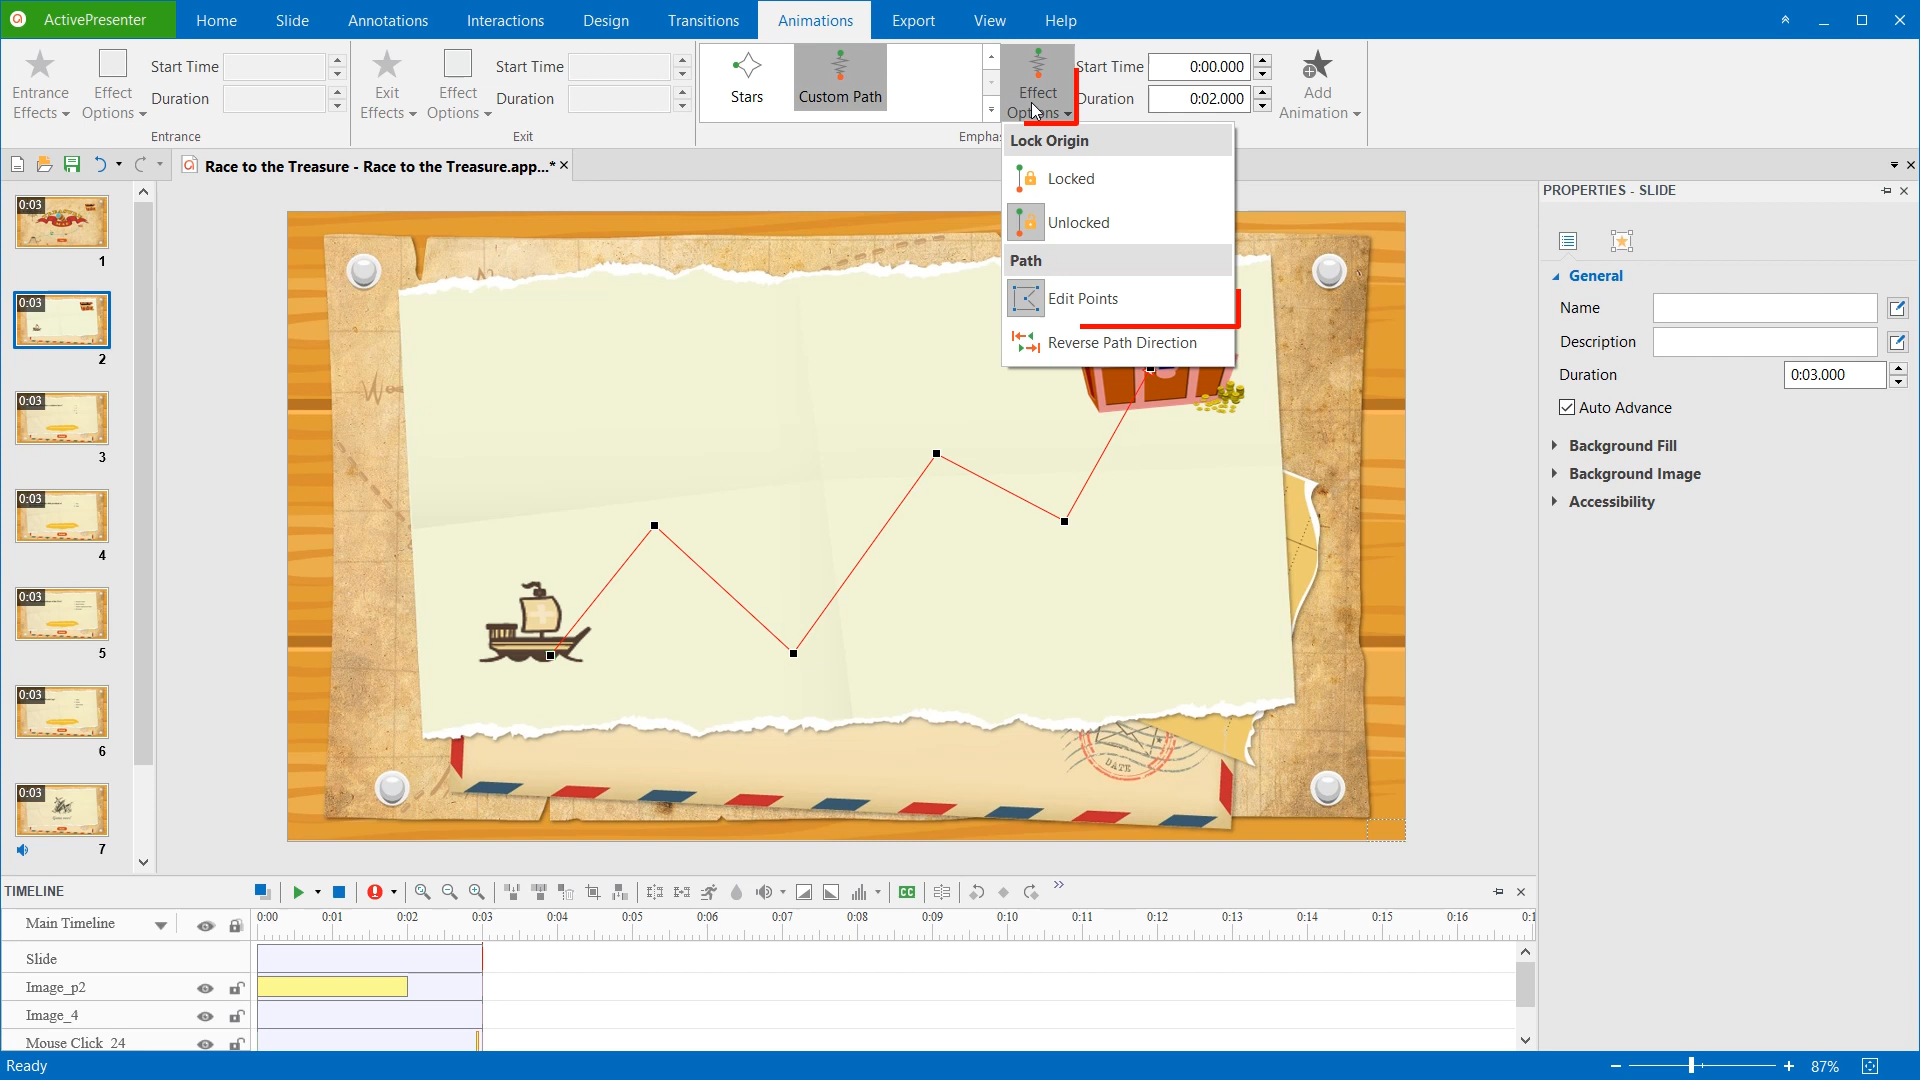 ActivePresenter
Home
Slide
Annotations
Interactions
Design
Transitions
Animations
Export
View
Help
Entrance
Effects
Effect
Options
Start Time
Duration
Entrance
Exit
Effects
Effect
Options
Start Time
Duration
Exit
Stars
Custom Path
Effect
Options
Start Time
0:00.000
Duration
0:02.000
Add
Animation
Emphas
Race to the Treasure - Race to the Treasure.app...*
Lock Origin
Locked
Unlocked
Path
Edit Points
Reverse Path Direction
0:03
1
0:03
2
0:03
3
0:03
4
0:03
5
0:03
6
0:03
7
DATE
PROPERTIES - SLIDE
General
Name
Description
Duration
0:03.000
Auto Advance
Background Fill
Background Image
Accessibility
TIMELINE
CC
Main Timeline
0:00
0:01
0:02
0:03
0:04
0:05
0:06
0:07
0:08
0:09
0:10
0:11
0:12
0:13
0:14
0:15
0:16
0:1
Slide
Image_p2
Image_4
Mouse Click 24
Ready
87%